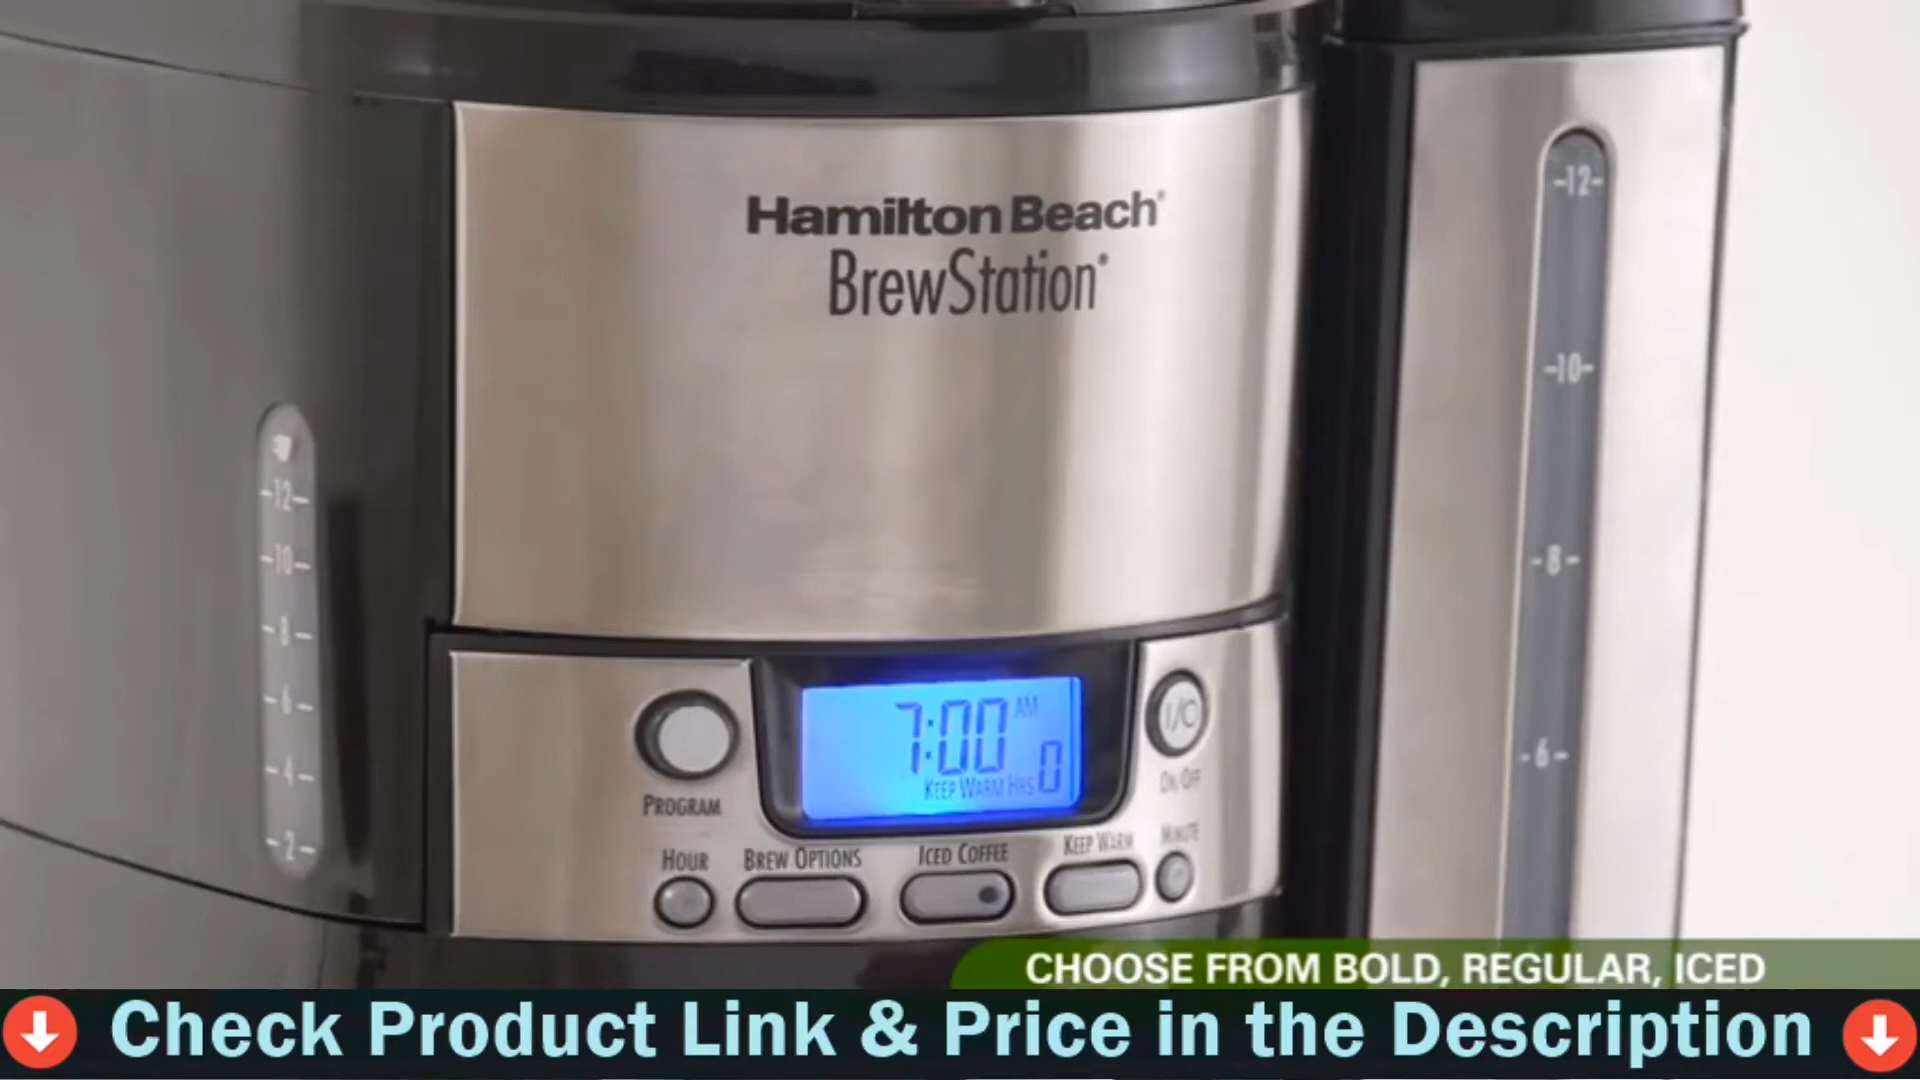 Hamilton Beach®
BrewStation®
-12-
-10-
-8-
-6-
-12-
-10-
-8-
-6-
-4-
-2-
7:00 AM
KEEP WARM HRS 0
I/O
ON/OFF
PROGRAM
HOUR
BREW OPTIONS
ICED COFFEE
KEEP WARM
MINUTE
CHOOSE FROM BOLD, REGULAR, ICED
Check Product Link & Price in the Description